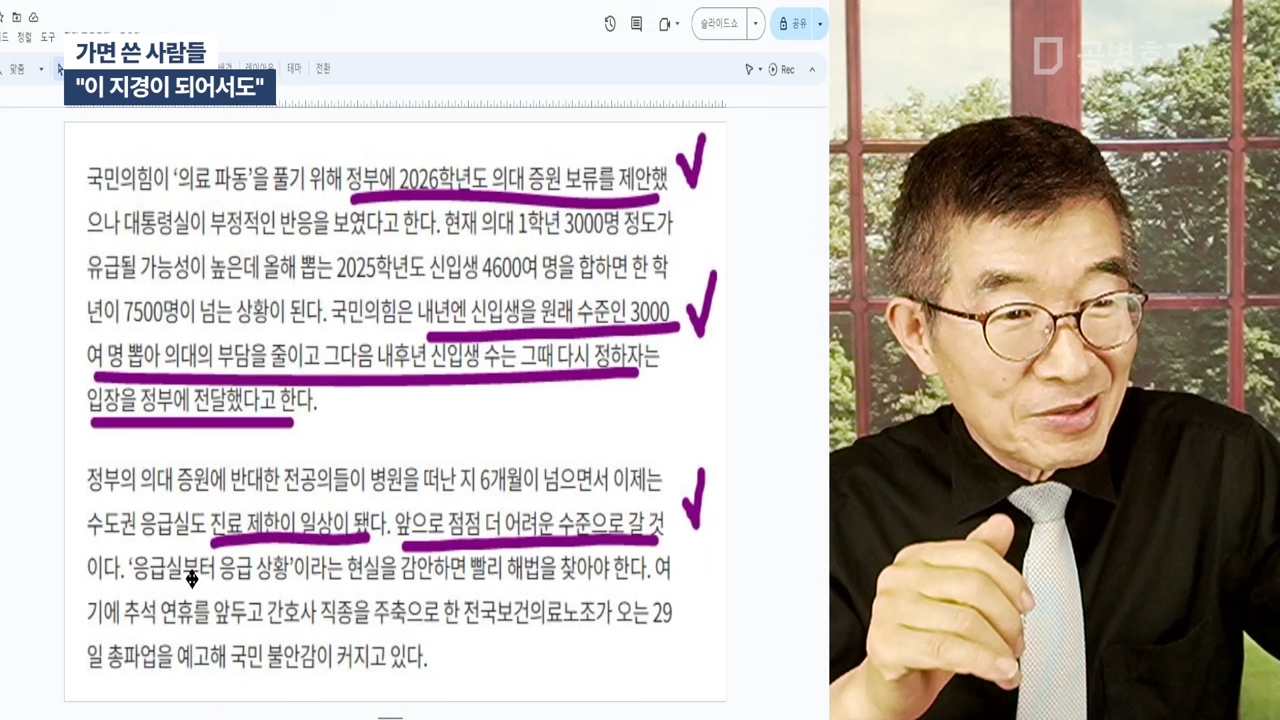 가면 쓴 사람들
"이 지경이 되어서도"
정렬 도구
슬라이드쇼
공유
맞춤
배경
레이아웃
테마
전환
Rec
공병호TV
국민의힘이 ‘의료 파동’을 풀기 위해 정부에 2026학년도 의대 증원 보류를 제안했
으나 대통령실이 부정적인 반응을 보였다고 한다. 현재 의대 1학년 3000명 정도가
유급될 가능성이 높은데 올해 뽑는 2025학년도 신입생 4600여 명을 합하면 한 학
년이 7500명이 넘는 상황이 된다. 국민의힘은 내년엔 신입생을 원래 수준인 3000
여 명 뽑아 의대의 부담을 줄이고 그다음 내후년 신입생 수는 그때 다시 정하자는
입장을 정부에 전달했다고 한다.
정부의 의대 증원에 반대한 전공의들이 병원을 떠난 지 6개월이 넘으면서 이제는
수도권 응급실도 진료 제한이 일상이 됐다. 앞으로 점점 더 어려운 수준으로 갈 것
이다. ‘응급실부터 응급 상황’이라는 현실을 감안하면 빨리 해법을 찾아야 한다. 여
기에 추석 연휴를 앞두고 간호사 직종을 주축으로 한 전국보건의료노조가 오는 29
일 총파업을 예고해 국민 불안감이 커지고 있다.